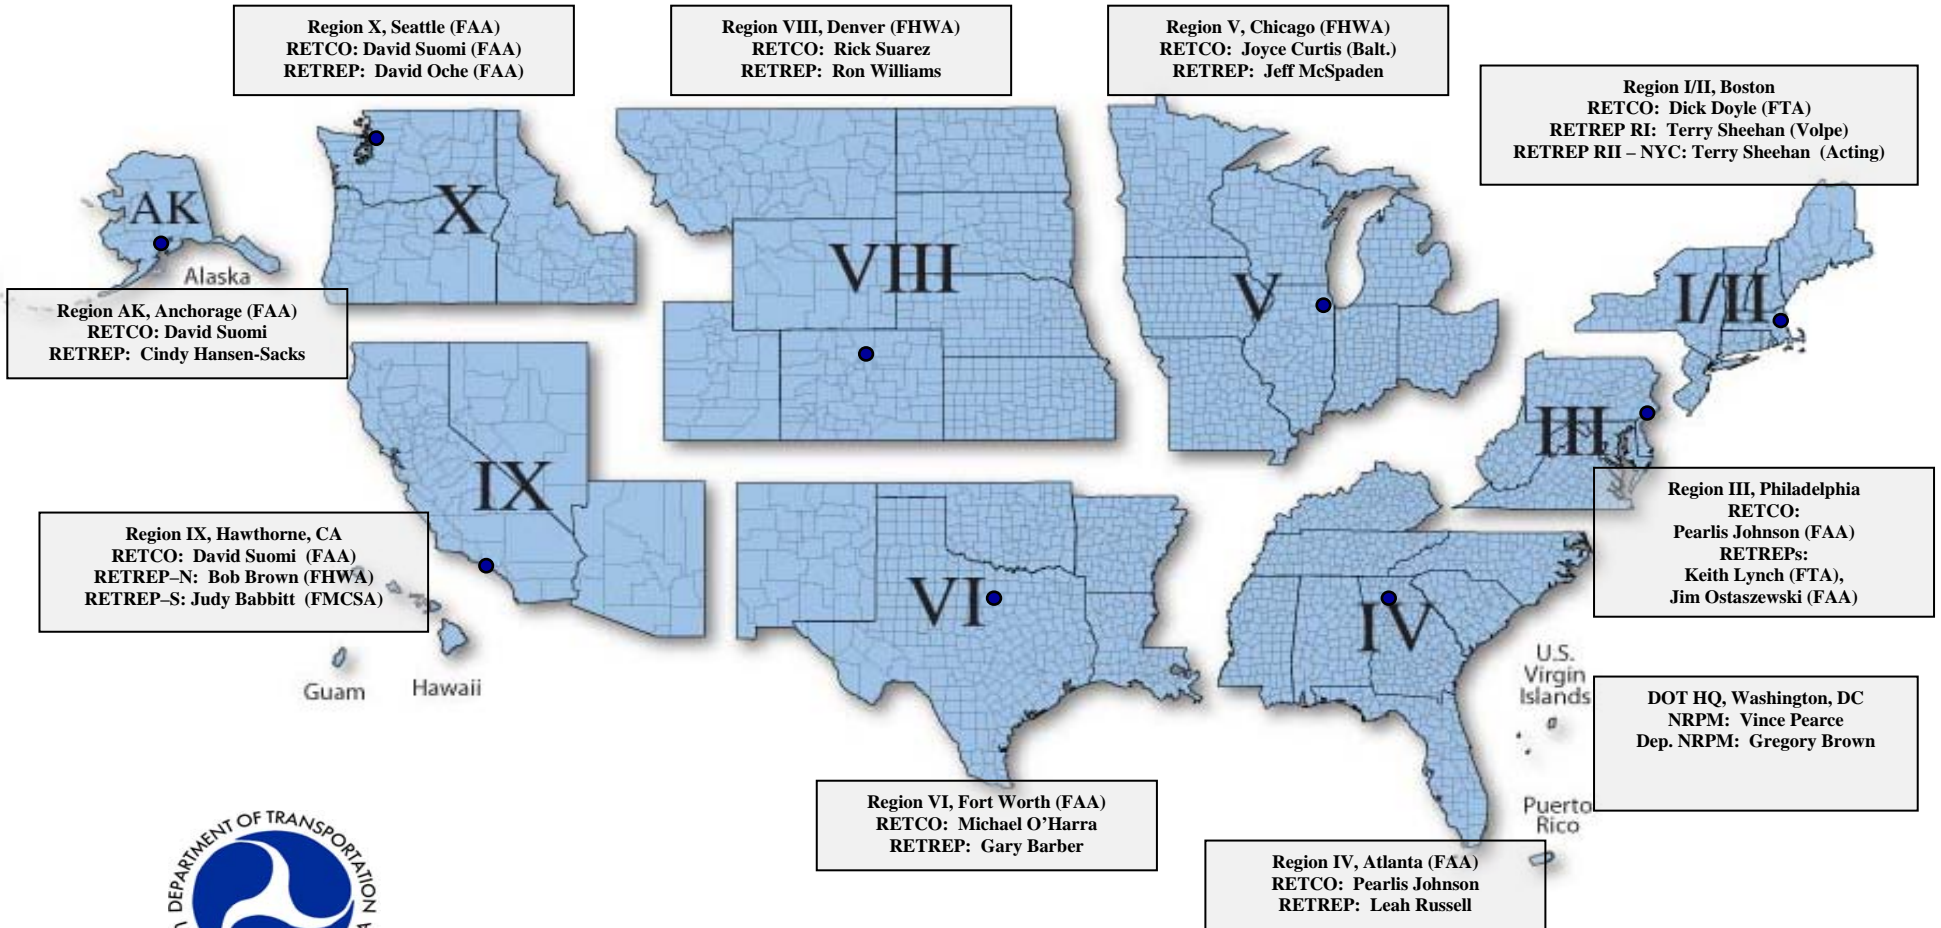 Region X, Seattle (FAA)
RETCO: David Suomi (FAA)
RETREP: David Oche (FAA)
Region VIII, Denver (FHWA)
RETCO: Rick Suarez
RETREP: Ron Williams
Region V, Chicago (FHWA)
RETCO: Joyce Curtis (Balt.)
RETREP: Jeff McSpaden
Region I/II, Boston
RETCO: Dick Doyle (FTA)
RETREP RI: Terry Sheehan (Volpe)
RETREP RII – NYC: Terry Sheehan (Acting)
AK
X
VIII
V
I/II
Alaska
Region AK, Anchorage (FAA)
RETCO: David Suomi
RETREP: Cindy Hansen-Sacks
III
IX
Region III, Philadelphia
RETCO:
Pearlis Johnson (FAA)
RETREPs:
Keith Lynch (FTA),
Jim Ostaszewski (FAA)
Region IX, Hawthorne, CA
RETCO: David Suomi (FAA)
RETREP–N: Bob Brown (FHWA)
RETREP–S: Judy Babbitt (FMCSA)
VI
IV
Guam
Hawaii
U.S.
Virgin
Islands
DOT HQ, Washington, DC
NRPM: Vince Pearce
Dep. NRPM: Gregory Brown
Puerto
Rico
Region VI, Fort Worth (FAA)
RETCO: Michael O’Harra
RETREP: Gary Barber
Region IV, Atlanta (FAA)
RETCO: Pearlis Johnson
RETREP: Leah Russell
DEPARTMENT OF TRANSPORTATION